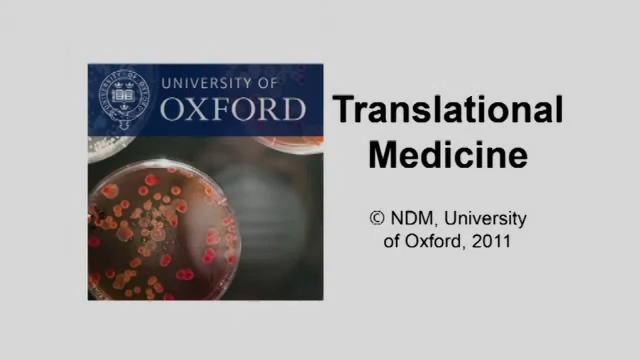 UNIVERSITY OF
OXFORD
Translational
Medicine
© NDM, University
of Oxford, 2011